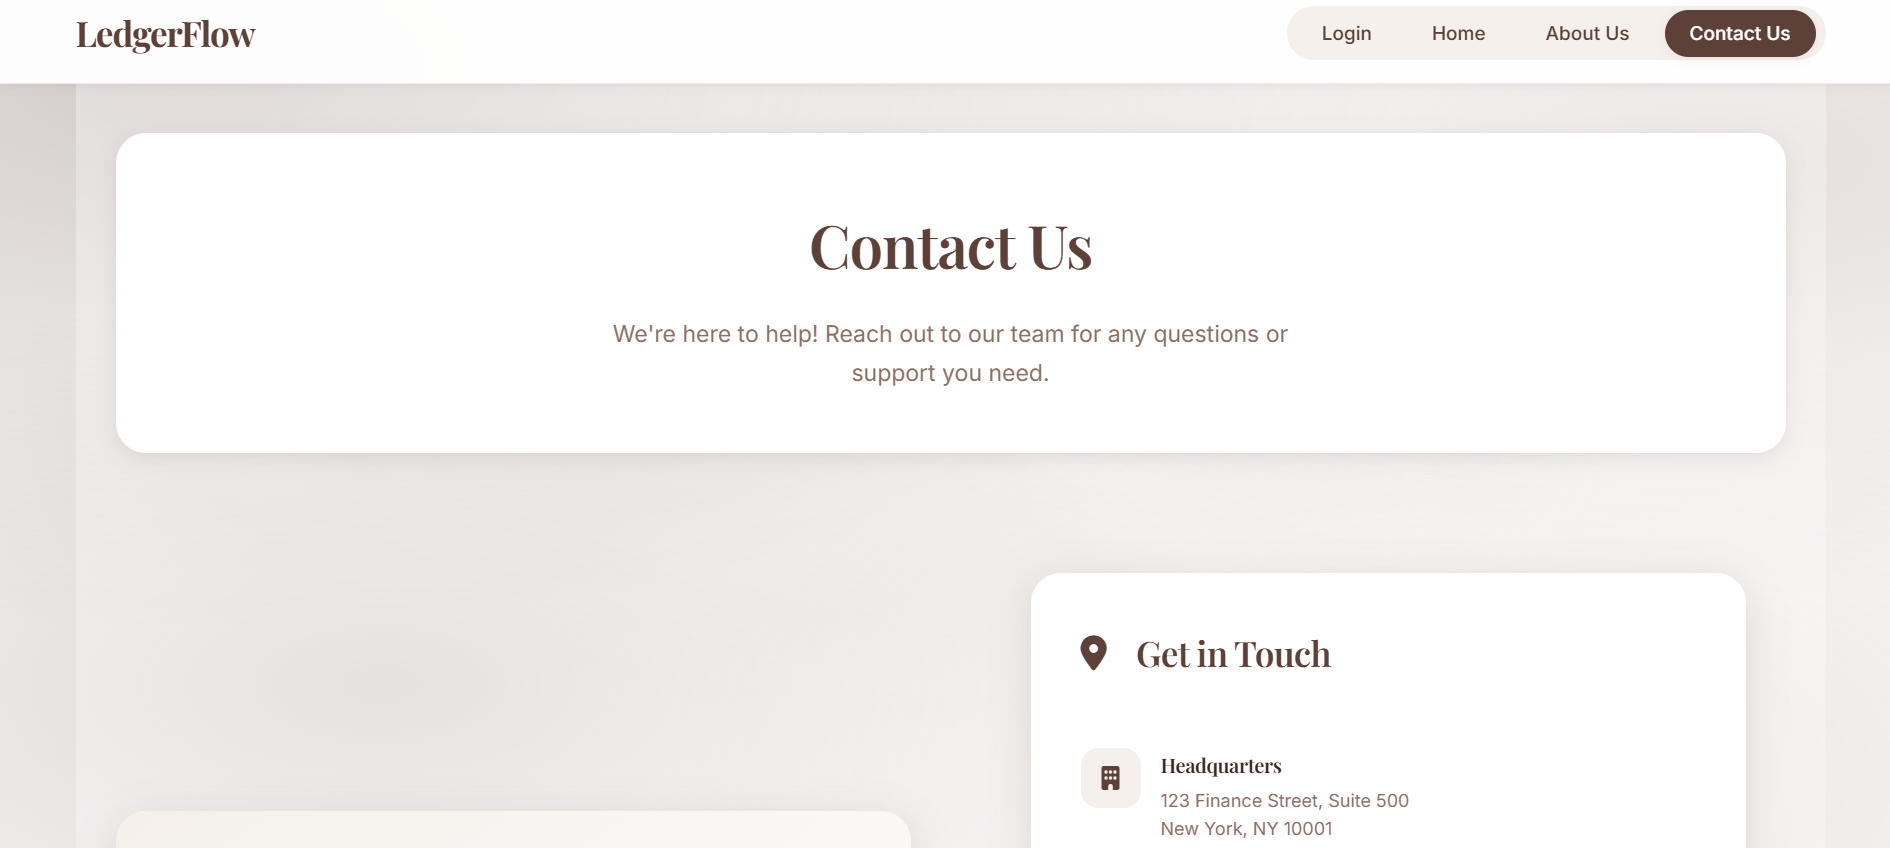 LedgerFlow
Login
Home
About Us
Contact Us
Contact Us
We're here to help! Reach out to our team for any questions or
support you need.
Get in Touch
Headquarters
123 Finance Street, Suite 500
New York, NY 10001